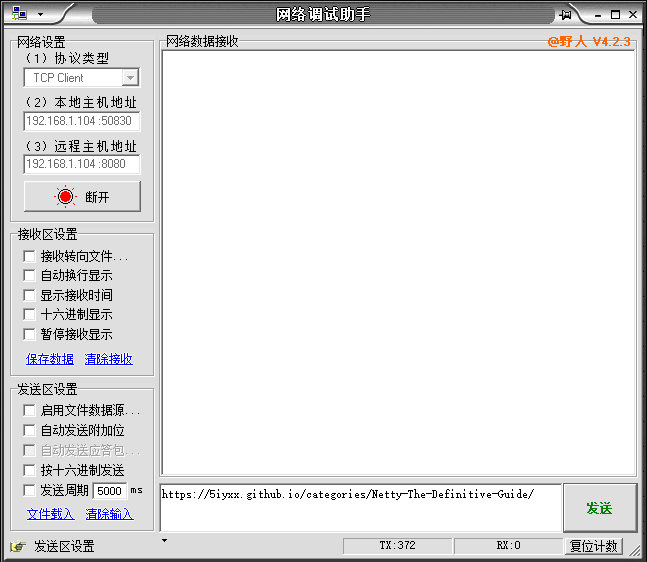 网络调试助手
网络设置
（1）协议类型
TCP Client
（2）本地主机地址
192.168.1.104 :50830
（3）远程主机地址
192.168.1.104 :8080
断开
接收区设置
接收转向文件...
自动换行显示
显示接收时间
十六进制显示
暂停接收显示
保存数据 清除接收
发送区设置
启用文件数据源...
自动发送附加位
自动发送应答包...
按十六进制发送
发送周期 5000 ms
文件载入 清除输入
网络数据接收
@野人 V4.2.3
https://5iyxx.github.io/categories/Netty-The-Definitive-Guide/
发送
发送区设置
TX:372
RX:0
复位计数